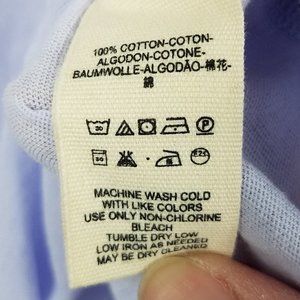 100% COTTON-COTON-
ALGODON-COTONE-
BAUMWOLLE-ALGODÃO-棉花-
綿
MACHINE WASH COLD
WITH LIKE COLORS
USE ONLY NON-CHLORINE
BLEACH
TUMBLE DRY LOW
LOW IRON AS NEEDED
MAY BE DRY CLEANED